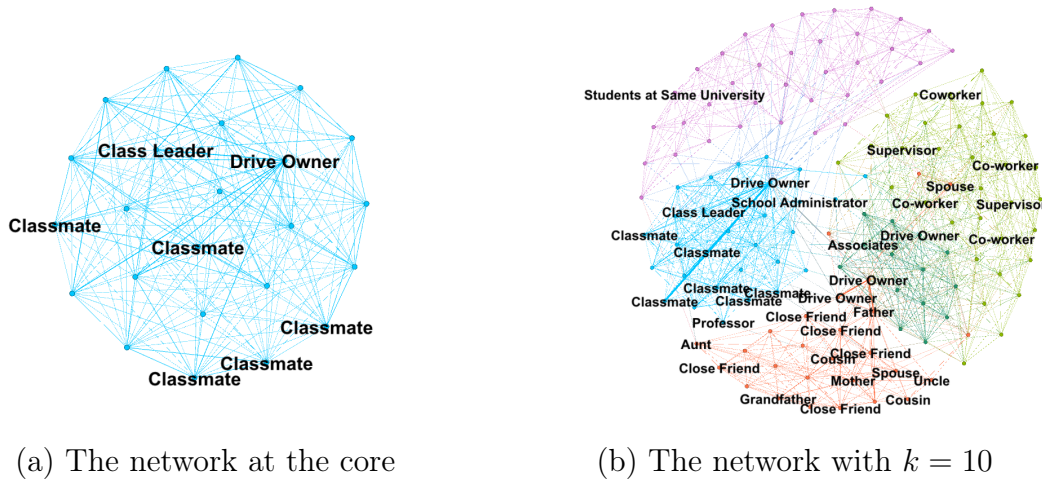 Class Leader
Drive Owner
Classmate
Classmate
Classmate
Classmate
Classmate
(a) The network at the core
Students at Same University
Coworker
Supervisor
Co-worker
Drive Owner
Spouse
School Administrator
Co-worker
Supervisor
Class Leader
Classmate
Drive Owner
Co-worker
Associates
Classmate
Drive Owner
Classmate
Classmate
Drive Owner
Classmate
Classmate
Father
Close Friend
Professor
Close Friend
Aunt
Close Friend
Cousin
Close Friend
Spouse
Mother
Uncle
Grandfather
Cousin
Close Friend
(b) The network with k = 10